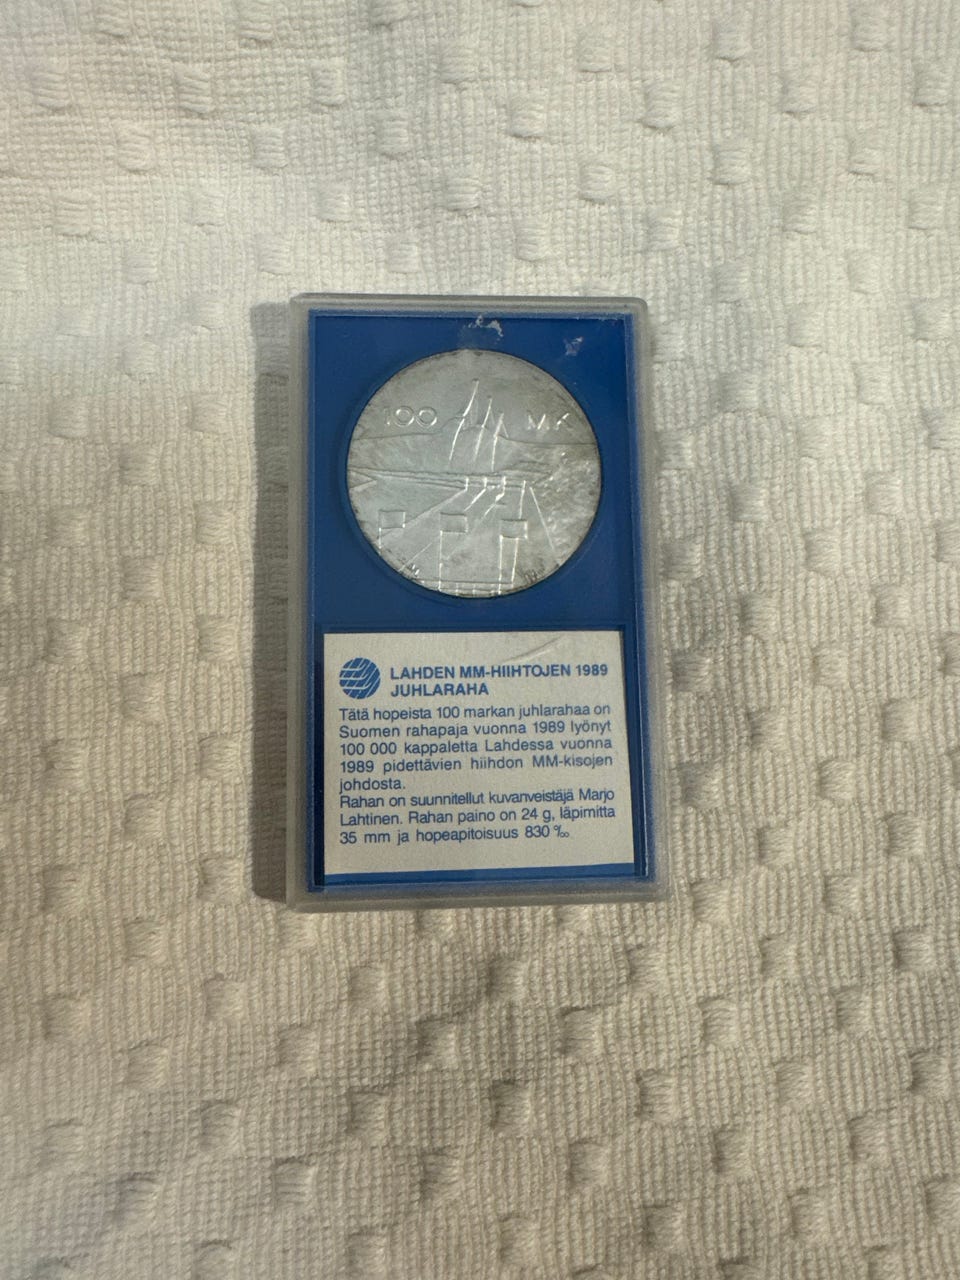 100 MK
LAHDEN MM-HIIHTOJEN 1989
JUHLARAHA
Tätä hopeista 100 markan juhlarahaa on
Suomen rahapaja vuonna 1989 lyönyt
100 000 kappaletta Lahdessa vuonna
1989 pidettävien hiihdon MM-kisojen
johdosta.
Rahan on suunnitellut kuvanveistäjä Marjo
Lahtinen. Rahan paino on 24 g, läpimitta
35 mm ja hopeapitoisuus 830 ‰